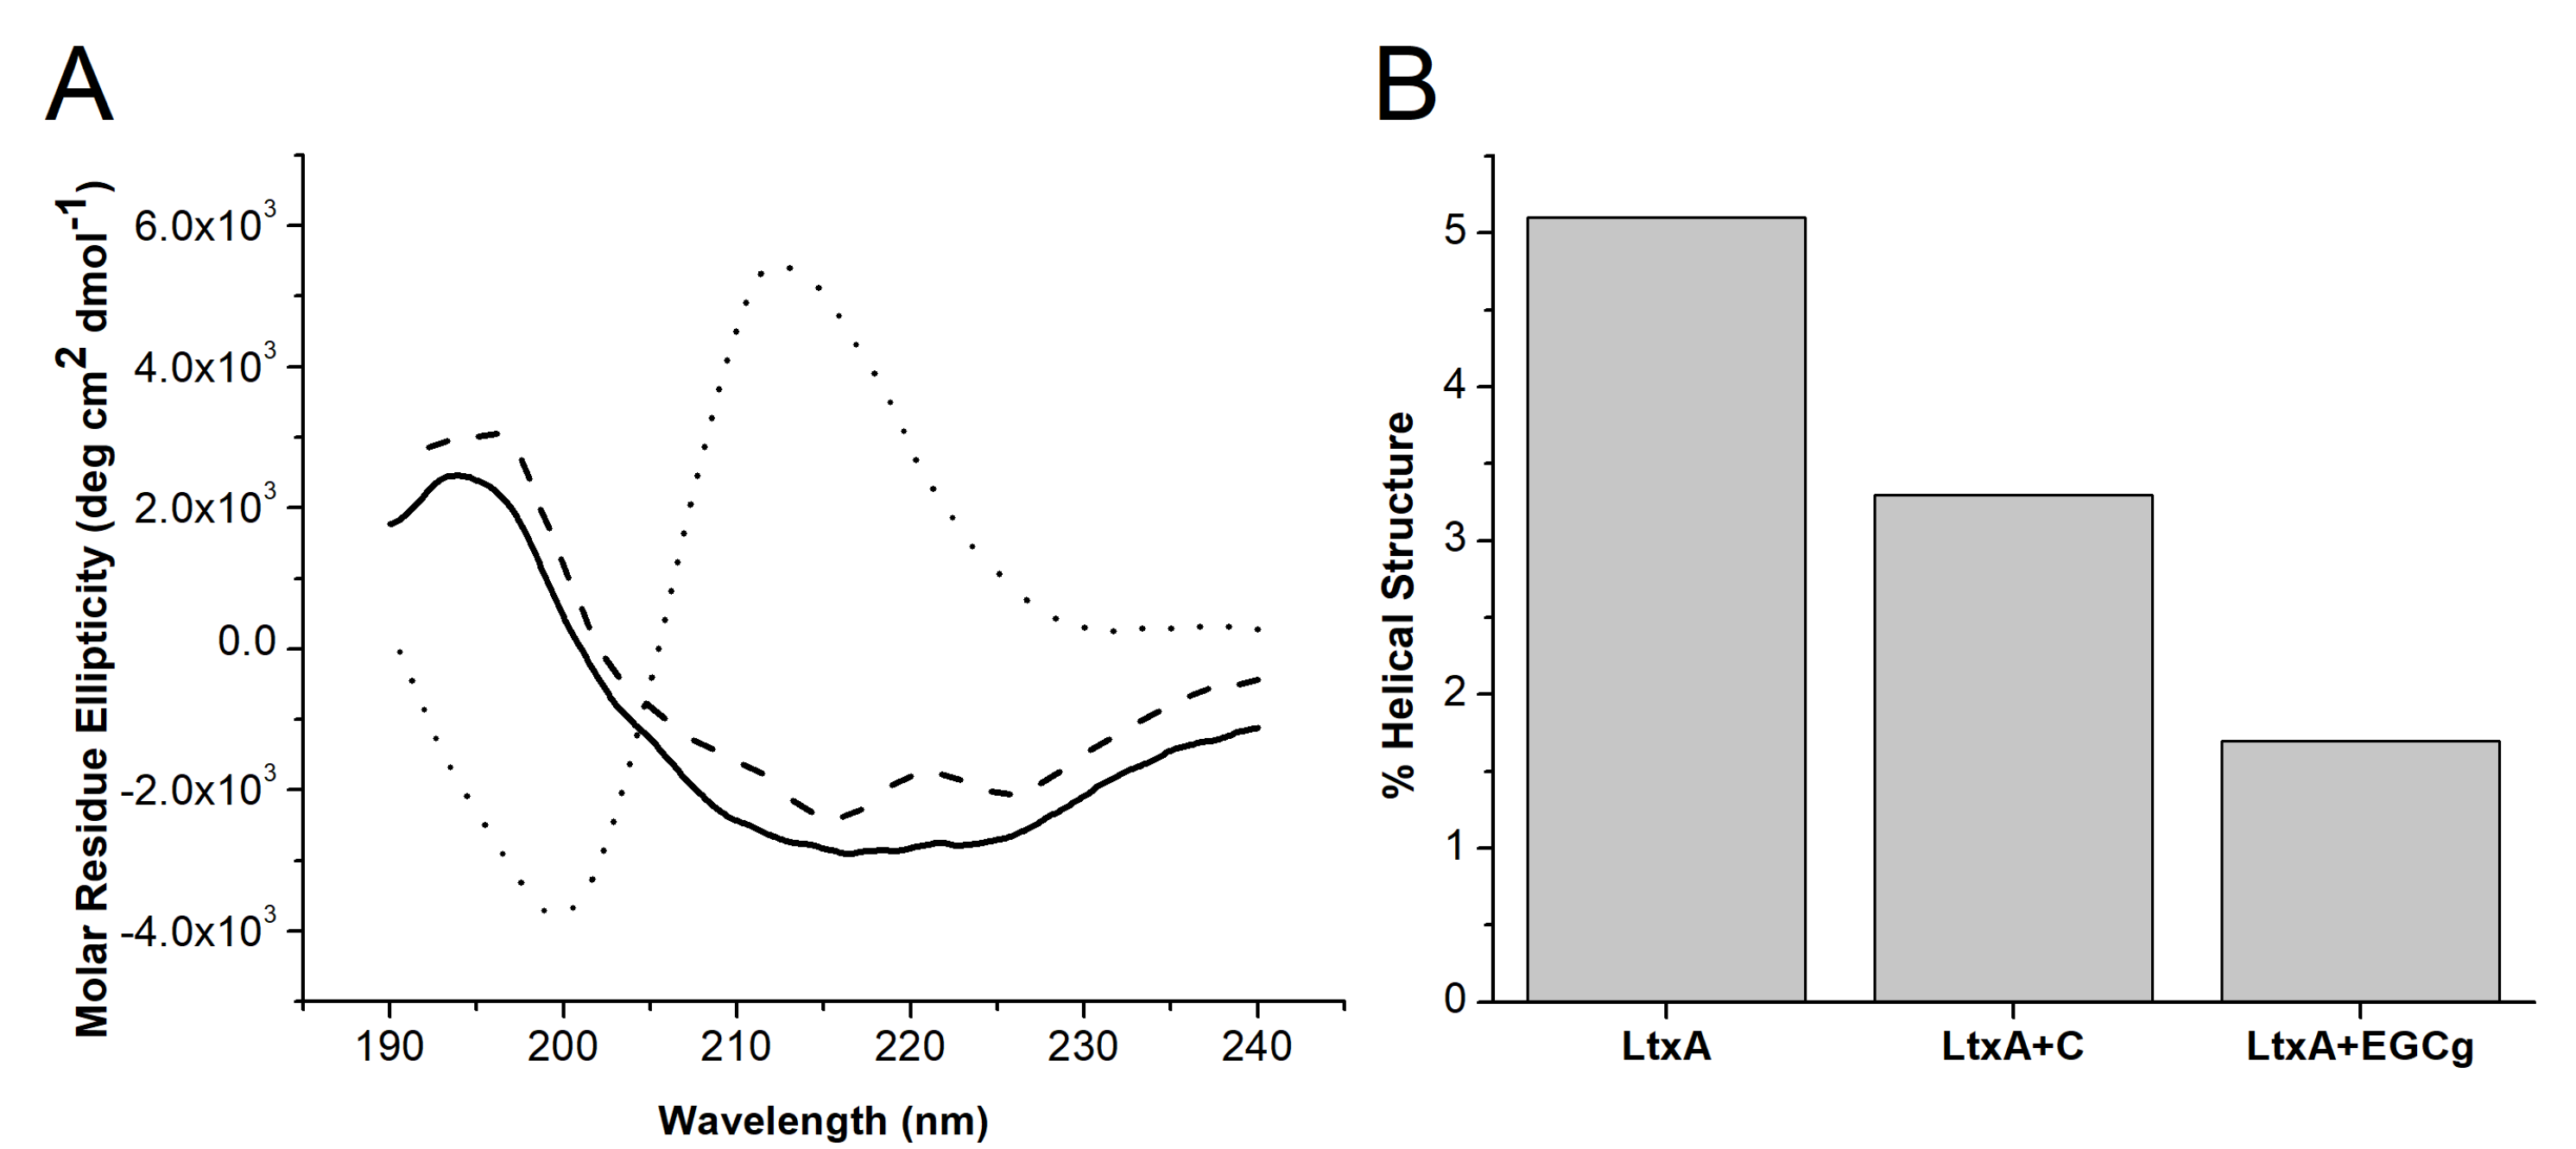 A
Molar Residue Ellipticity (deg cm² dmol⁻¹)
6.0x10³
4.0x10³
2.0x10³
0.0
-2.0x10³
-4.0x10³
190 200 210 220 230 240
Wavelength (nm)
B
% Helical Structure
5
4
3
2
1
0
LtxA LtxA+C LtxA+EGCg